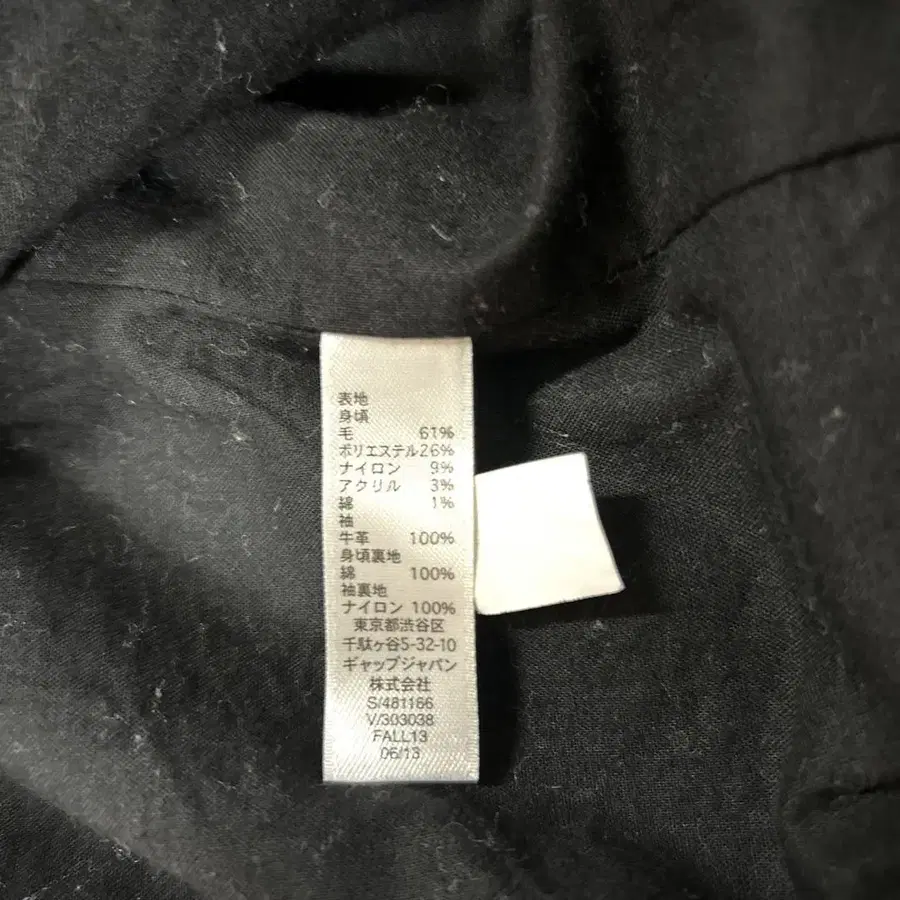 表地
身頃
毛 61%
ポリエステル26%
ナイロン 9%
アクリル 3%
綿 1%
袖
牛革 100%
身頃裏地
綿 100%
袖裏地
ナイロン 100%
東京都渋谷区
千駄ヶ谷5-32-10
ギャップジャパン
株式会社
S/481166
V/303038
FALL13
06/13